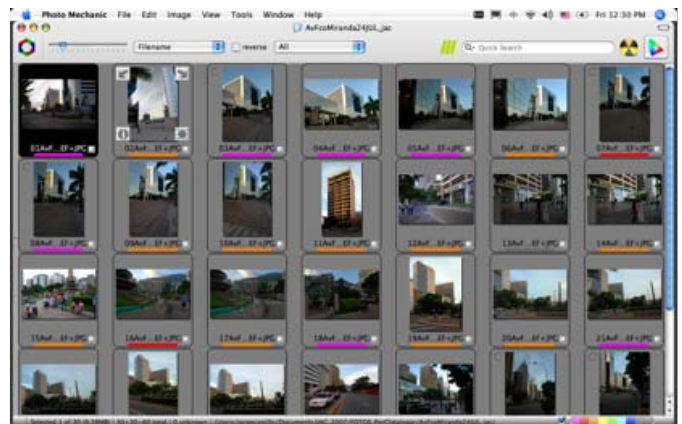 Photo Mechanic File Edit Image View Tools Window Help Fri 12:30 PM
AvFcoMiranda24JUL_jac
Filename reverse All Quick Search
01AvF...EF+JPG 02AvF...EF+JPG 03AvF...EF+JPG 04AvF...EF+JPG 05AvF...EF+JPG 06AvF...EF+JPG 07AvF...EF+JPG
08AvF...EF+JPG 09AvF...EF+JPG 10AvF...EF+JPG 11AvF...EF+JPG 12AvF...EF+JPG 13AvF...EF+JPG 14AvF...EF+JPG
15AvF...EF+JPG 16AvF...EF+JPG 17AvF...EF+JPG 18AvF...EF+JPG 19AvF...EF+JPG 20AvF...EF+JPG 21AvF...EF+JPG